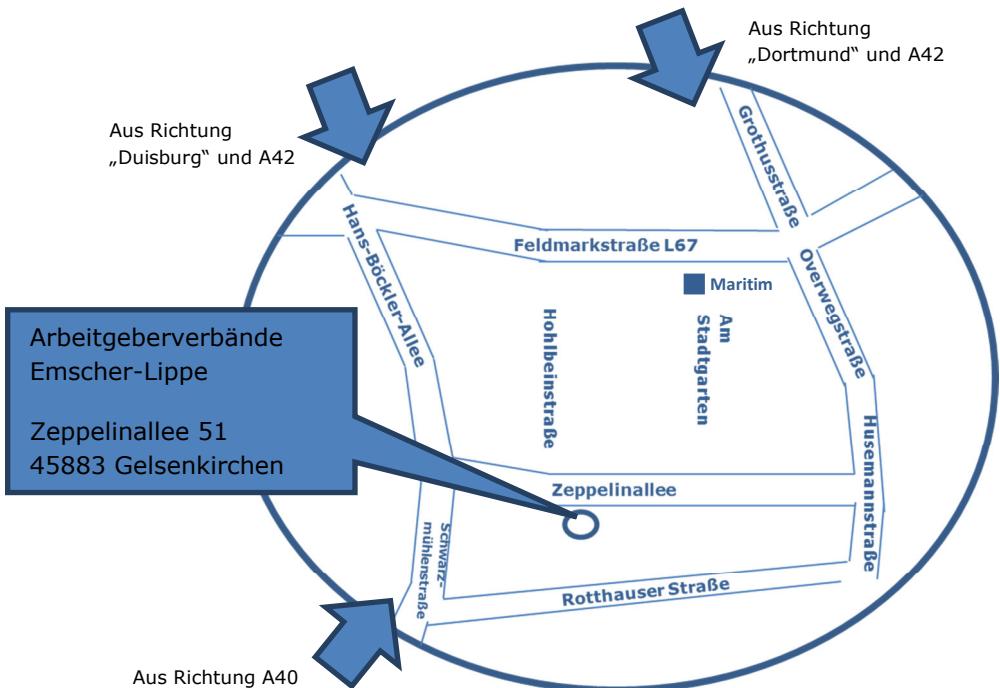 Aus Richtung
„Dortmund“ und A42
Aus Richtung
„Duisburg“ und A42
Grothusstraße
Hans-Böckler-Allee
Feldmarkstraße L67
Overwegstraße
Maritim
Am
Stadtgarten
Hohlbeinstraße
Arbeitgeberverbände
Emscher-Lippe
Zeppelinallee 51
45883 Gelsenkirchen
Husemannstraße
Zeppelinallee
Schwarz-
mühlenstraße
Rotthauser Straße
Aus Richtung A40